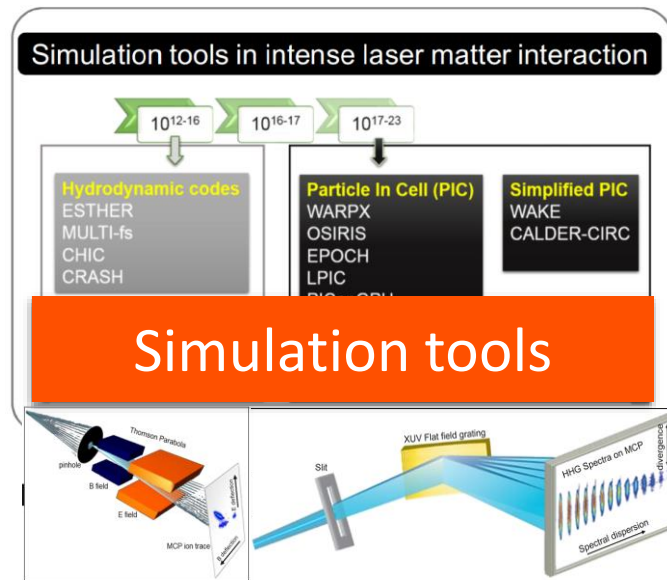 Simulation tools in intense laser matter interaction
10¹²⁻¹⁶
10¹⁶⁻¹⁷
10¹⁷⁻²³
Hydrodynamic codes
ESTHER
MULTI-fs
CHIC
CRASH
Particle In Cell (PIC)
WARPX
OSIRIS
EPOCH
LPIC
Simplified PIC
WAKE
CALDER-CIRC
Simulation tools
Thomson Parabola
pinhole
B field
E field
E deflection
B deflection
MCP ion trace
Slit
XUV Flat field grating
HHG Spectra on MCP
divergence
Spectral dispersion